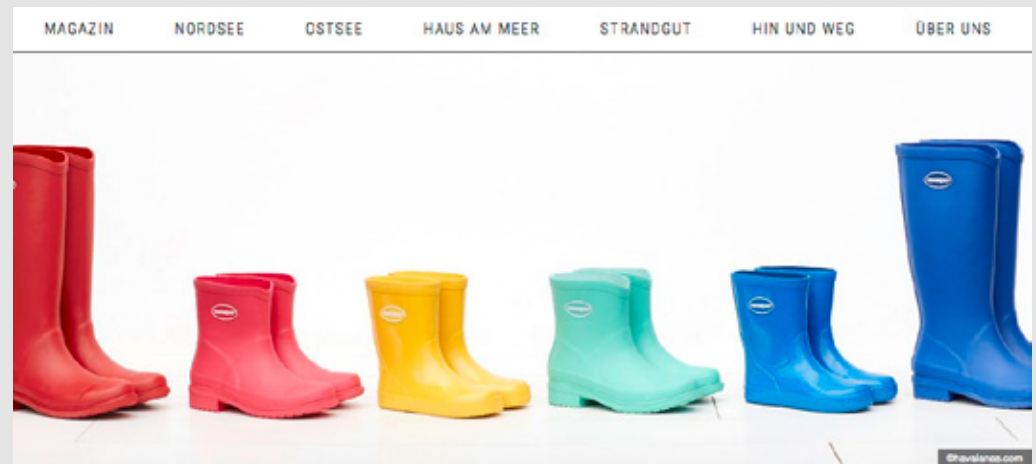 MAGAZIN NORDSEE OSTSEE HAUS AM MEER STRANDGUT HIN UND WEG ÜBER UNS
©havaianas.com